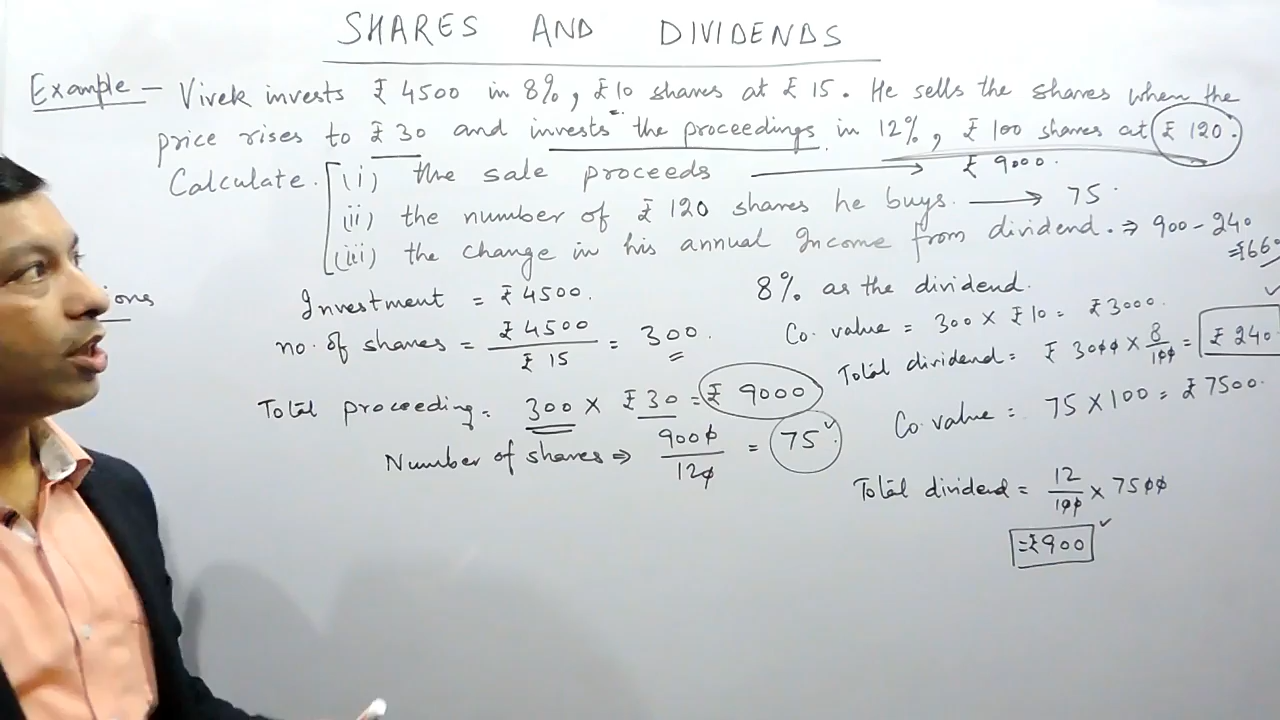 SHARES AND DIVIDENDS
Example – Vivek invests ₹ 4500 in 8%, ₹10 shares at ₹ 15. He sells the shares when the
price rises to ₹ 30 and invests the proceedings in 12%, ₹ 100 shares at ₹ 120.
Calculate. (i) the sale proceeds → ₹ 9000.
(ii) the number of ₹ 120 shares he buys. → 75.
(iii) the change in his annual Income from dividend. ⇒ 900 - 240
=₹660
ions
Investment = ₹ 4500.
no. of shares = ₹ 4500 / ₹ 15 = 300.
Total proceeding = 300 × ₹ 30 = ₹ 9000
Number of shares ⇒ 9000 / 120 = 75
8% as the dividend.
Co. value = 300 × ₹ 10 = ₹ 3000.
Total dividend = ₹ 3000 × 8 / 100 = ₹ 240
Co. value = 75 × 100 = ₹ 7500.
Total dividend = 12 / 100 × 7500
=₹900